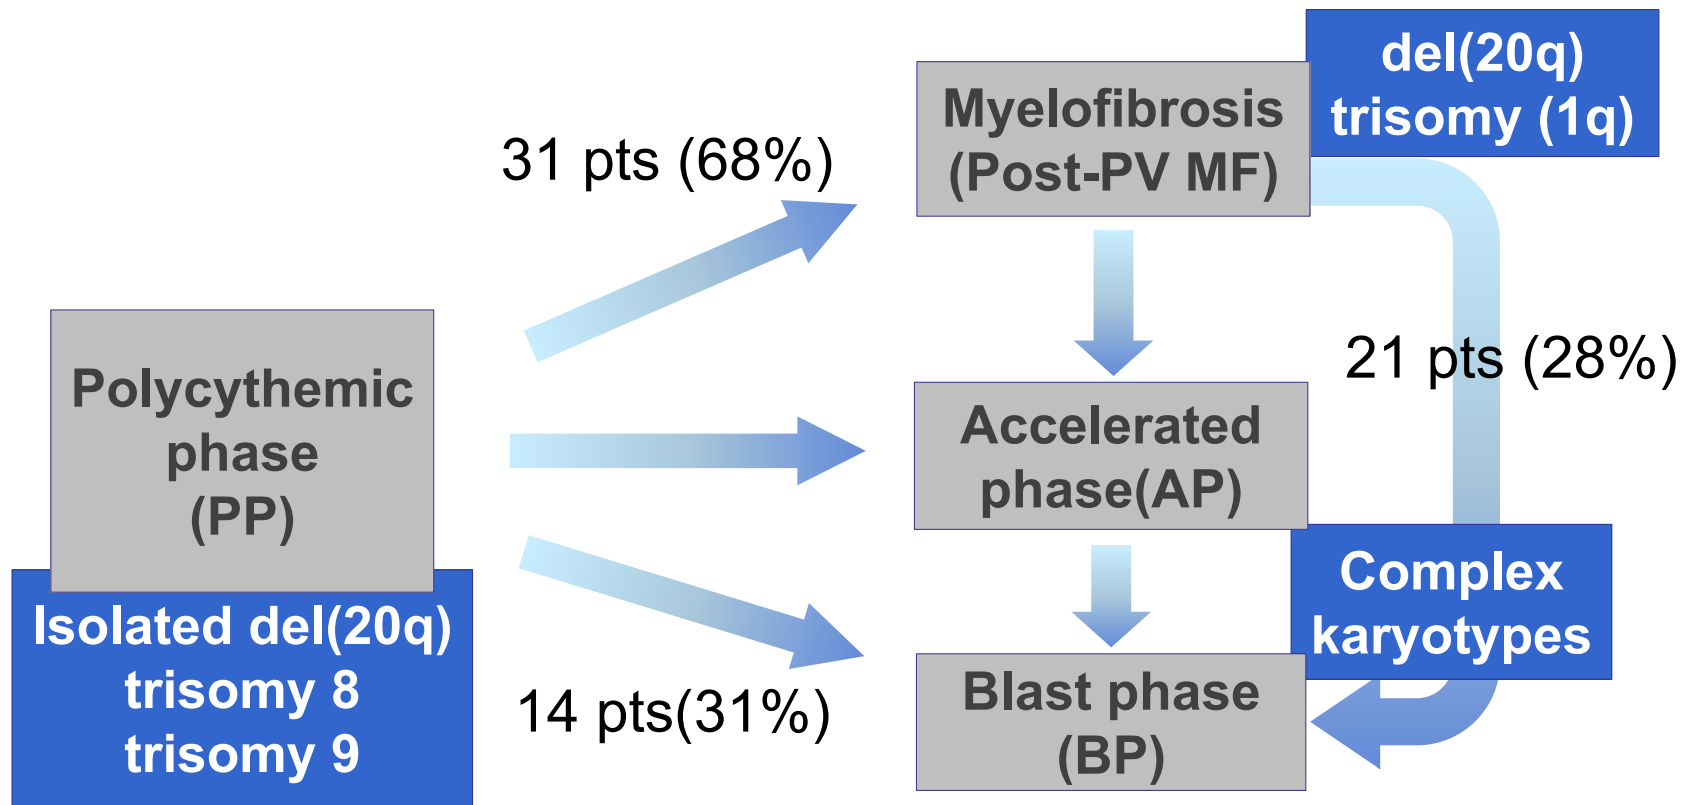 del(20q)
trisomy (1q)
Myelofibrosis
(Post-PV MF)
31 pts (68%)
21 pts (28%)
Polycythemic
phase
(PP)
Accelerated
phase(AP)
Isolated del(20q)
trisomy 8
trisomy 9
Complex
karyotypes
14 pts(31%)
Blast phase
(BP)